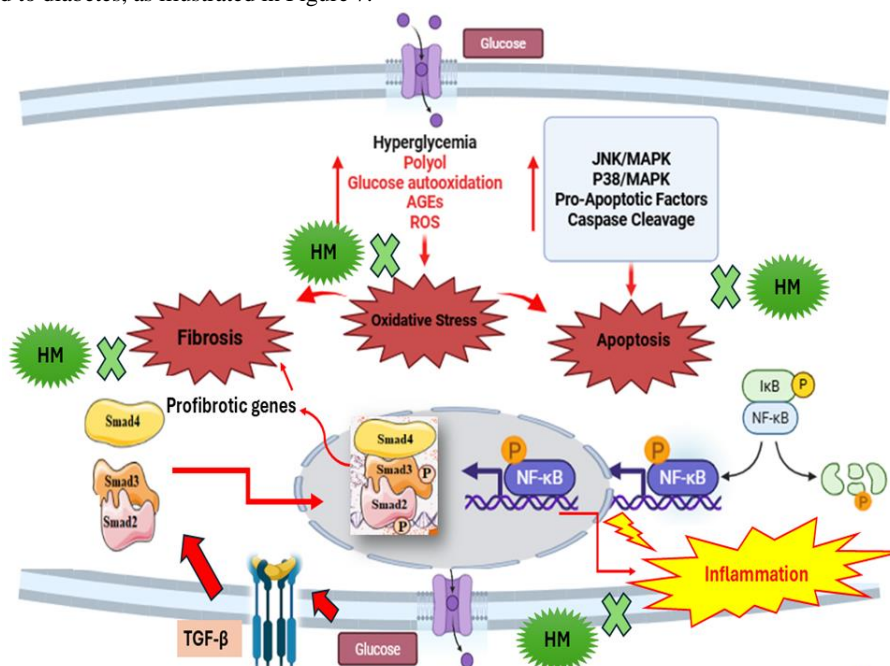 d to diabetes, as illustrated in Figure 7.
Glucose
Hyperglycemia
Polyol
Glucose autooxidation
AGEs
ROS
JNK/MAPK
P38/MAPK
Pro-Apoptotic Factors
Caspase Cleavage
HM
HM
Fibrosis
Oxidative Stress
Apoptosis
HM
Profibrotic genes
IκB
P
NF-κB
Smad4
Smad4
Smad3
P
Smad2
P
P
NF-κB
P
NF-κB
P
Smad3
Smad2
Inflammation
TGF-β
Glucose
HM